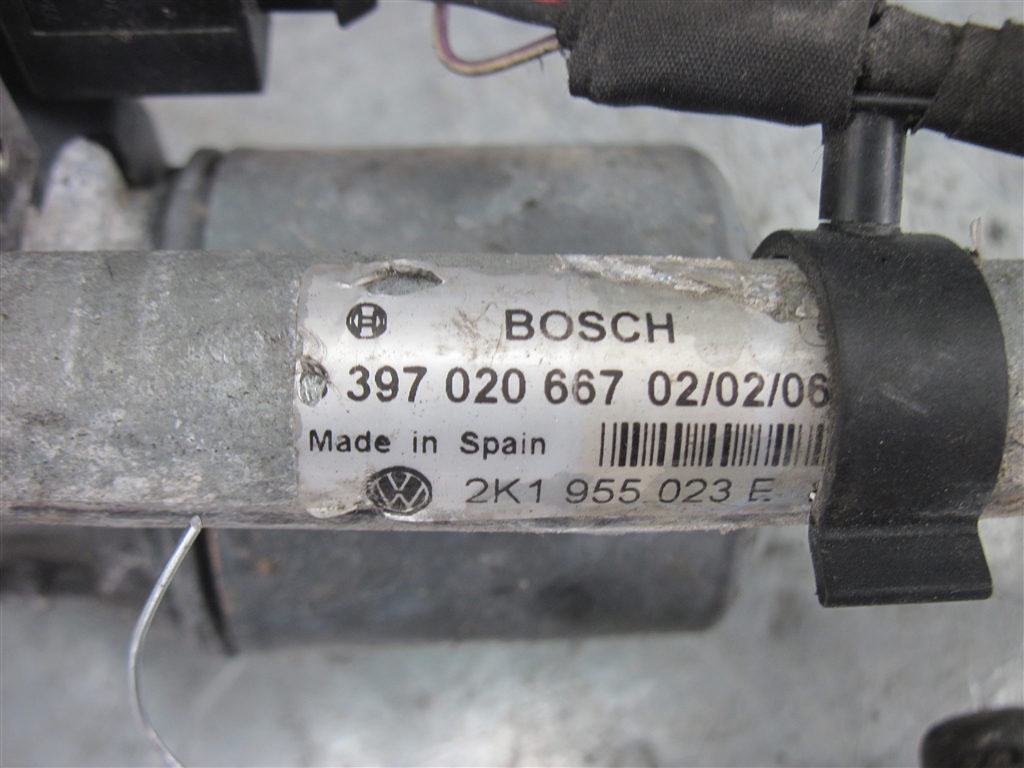 BOSCH
397 020 667 02/02/06
Made in Spain
2K1 955 023 E